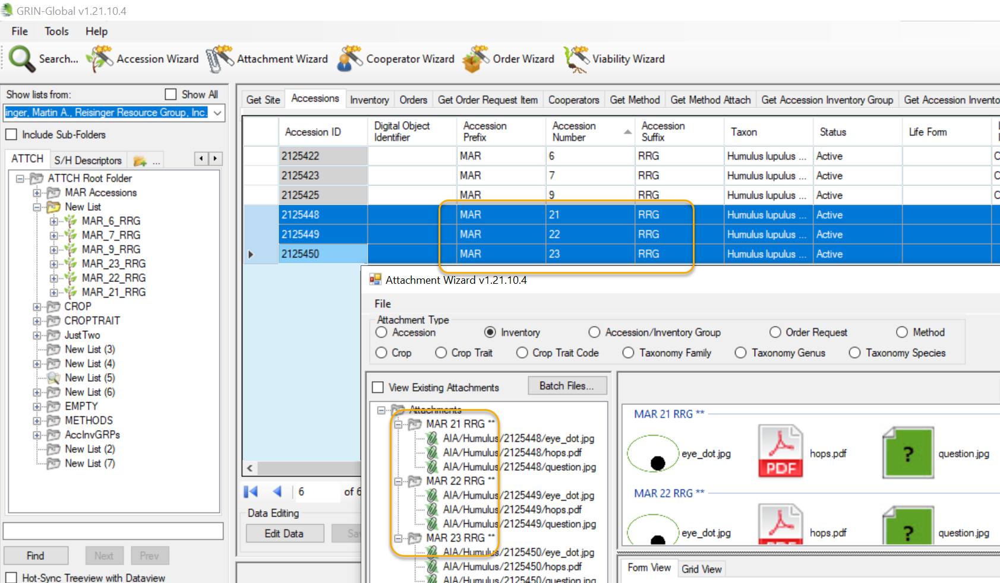 GRIN-Global v1.21.10.4
File Tools Help
Search... Accession Wizard Attachment Wizard Cooperator Wizard Order Wizard Viability Wizard
Show lists from: Show All
inger, Martin A., Reisinger Resource Group, Inc.
Include Sub-Folders
ATTCH S/H Descriptors ...
ATTCH Root Folder
MAR Accessions
New List
MAR_6_RRG
MAR_7_RRG
MAR_9_RRG
MAR_23_RRG
MAR_22_RRG
MAR_21_RRG
CROP
CROPTRAIT
JustTwo
New List (3)
New List (4)
New List (5)
New List (6)
EMPTY
METHODS
AccInvGRPs
New List (2)
New List (7)
Find Next Prev
Hot-Sync Treeview with Dataview
Get Site Accessions Inventory Orders Get Order Request Item Cooperators Get Method Get Method Attach Get Accession Inventory Group Get Accession Invento
Accession ID Digital Object Identifier Accession Prefix Accession Number Accession Suffix Taxon Status Life Form
2125422 MAR 6 RRG Humulus lupulus ... Active
2125423 MAR 7 RRG Humulus lupulus ... Active
2125425 MAR 9 RRG Humulus lupulus ... Active
2125448 MAR 21 RRG Humulus lupulus ... Active
2125449 MAR 22 RRG Humulus lupulus ... Active
2125450 MAR 23 RRG Humulus lupulus ... Active
6 of 6
Data Editing
Edit Data Sa
Attachment Wizard v1.21.10.4
File
Attachment Type
Accession Inventory Accession/Inventory Group Order Request Method
Crop Crop Trait Crop Trait Code Taxonomy Family Taxonomy Genus Taxonomy Species
View Existing Attachments Batch Files...
Attachments
MAR 21 RRG **
AIA/Humulus/2125448/eye_dot.jpg
AIA/Humulus/2125448/hops.pdf
AIA/Humulus/2125448/question.jpg
MAR 22 RRG **
AIA/Humulus/2125449/eye_dot.jpg
AIA/Humulus/2125449/hops.pdf
AIA/Humulus/2125449/question.jpg
MAR 23 RRG **
AIA/Humulus/2125450/eye_dot.jpg
AIA/Humulus/2125450/hops.pdf
AIA/Humulus/2125450/question.jpg
MAR 21 RRG **
eye_dot.jpg PDF hops.pdf ? question.jpg
MAR 22 RRG **
eye_dot.jpg PDF hops.pdf ? question.jpg
Form View Grid View